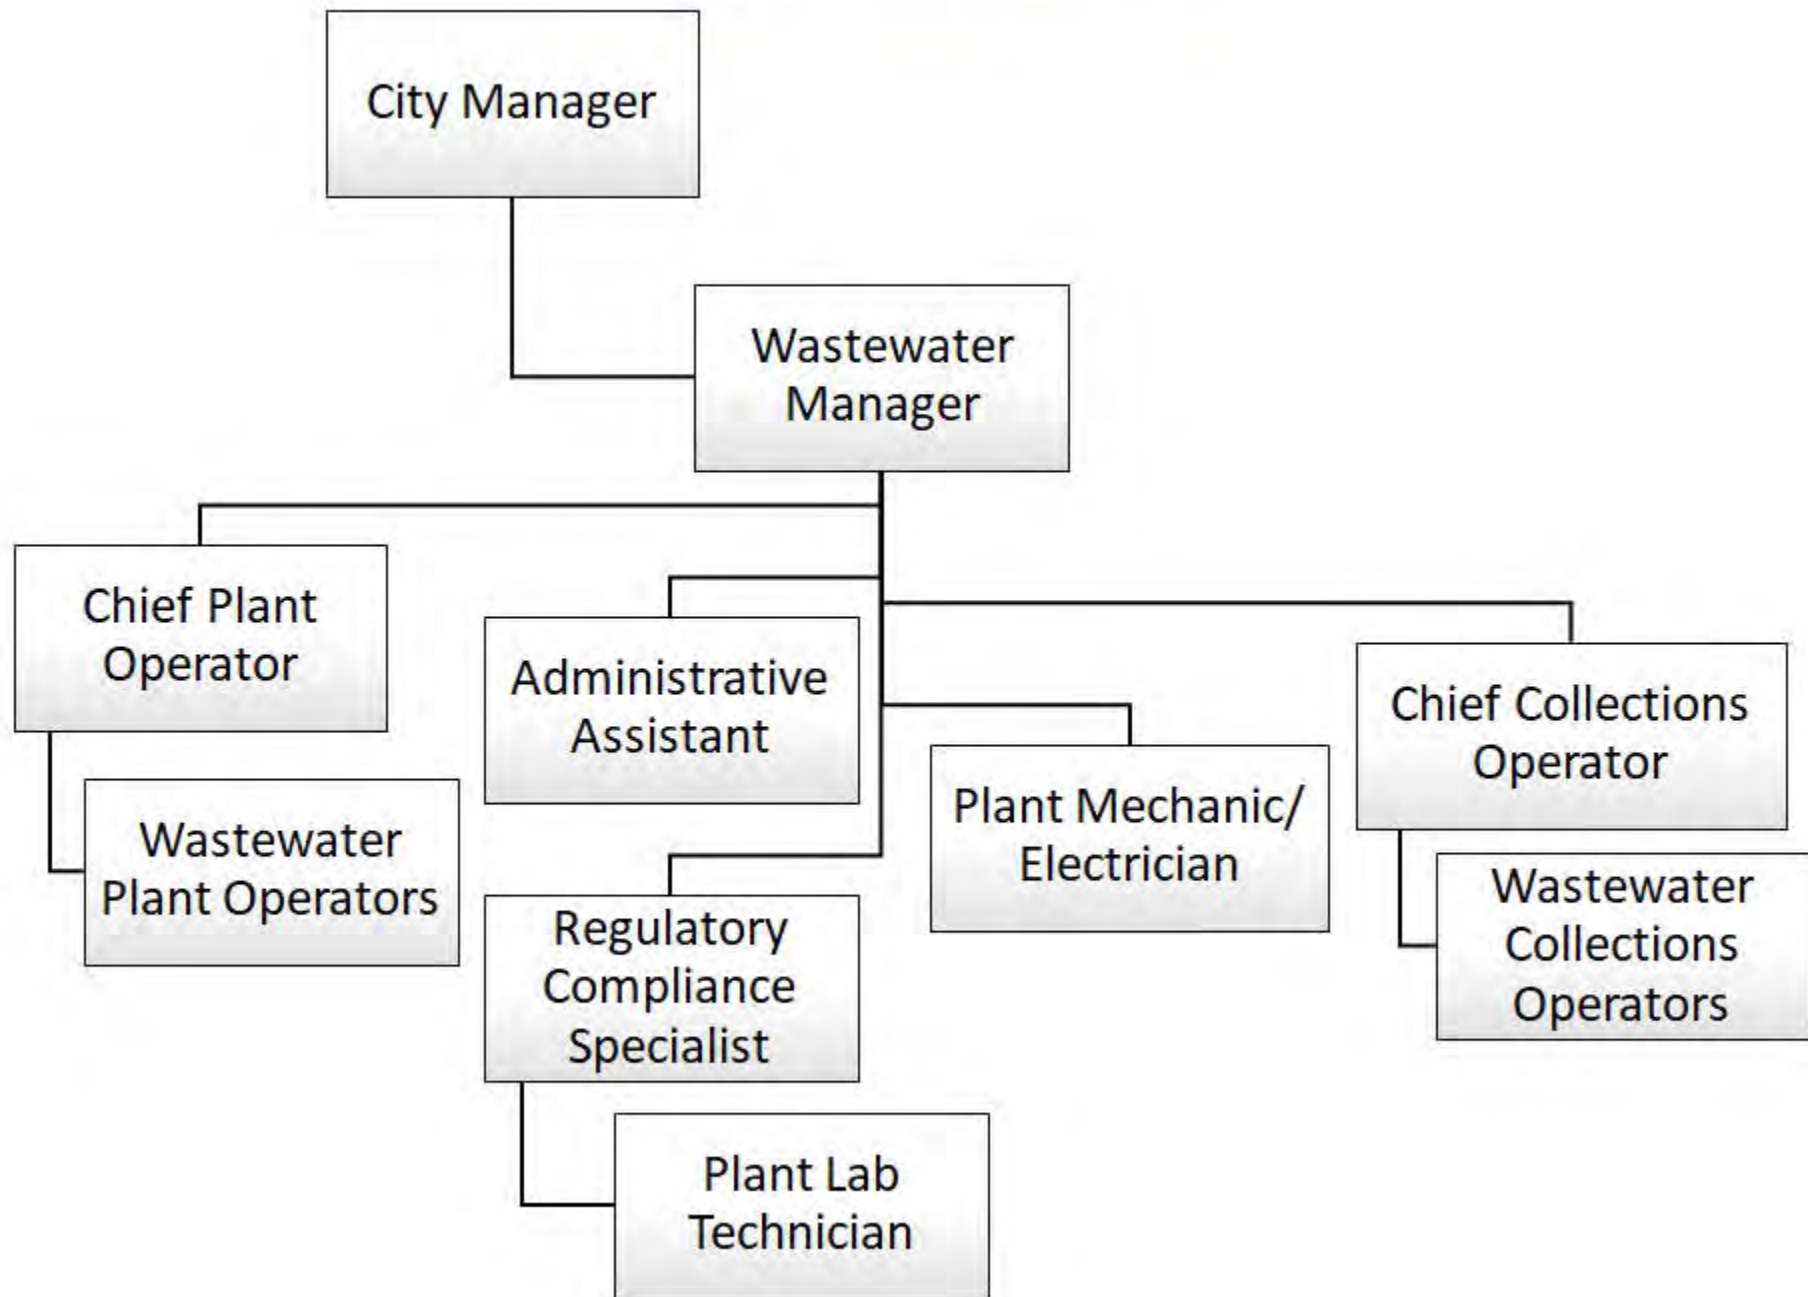 City Manager
Wastewater
Manager
Chief Plant
Operator
Wastewater
Plant Operators
Administrative
Assistant
Regulatory
Compliance
Specialist
Plant Lab
Technician
Plant Mechanic/
Electrician
Chief Collections
Operator
Wastewater
Collections
Operators